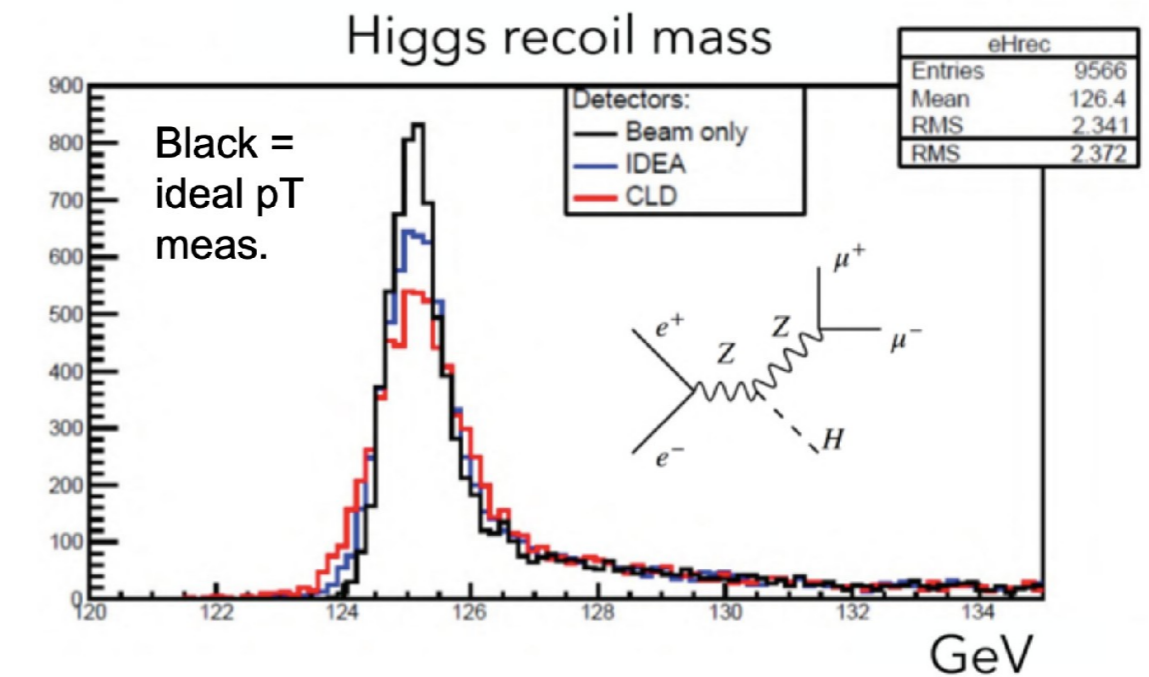 Higgs recoil mass
eHrec
Entries 9566
Mean 126.4
RMS 2.341
RMS 2.372
Detectors:
Beam only
IDEA
CLD
Black =
ideal pT
meas.
900
800
700
600
500
400
300
200
100
0
120 122 124 126 128 130 132 134
GeV
e⁺
e⁻
Z
Z
μ⁺
μ⁻
H